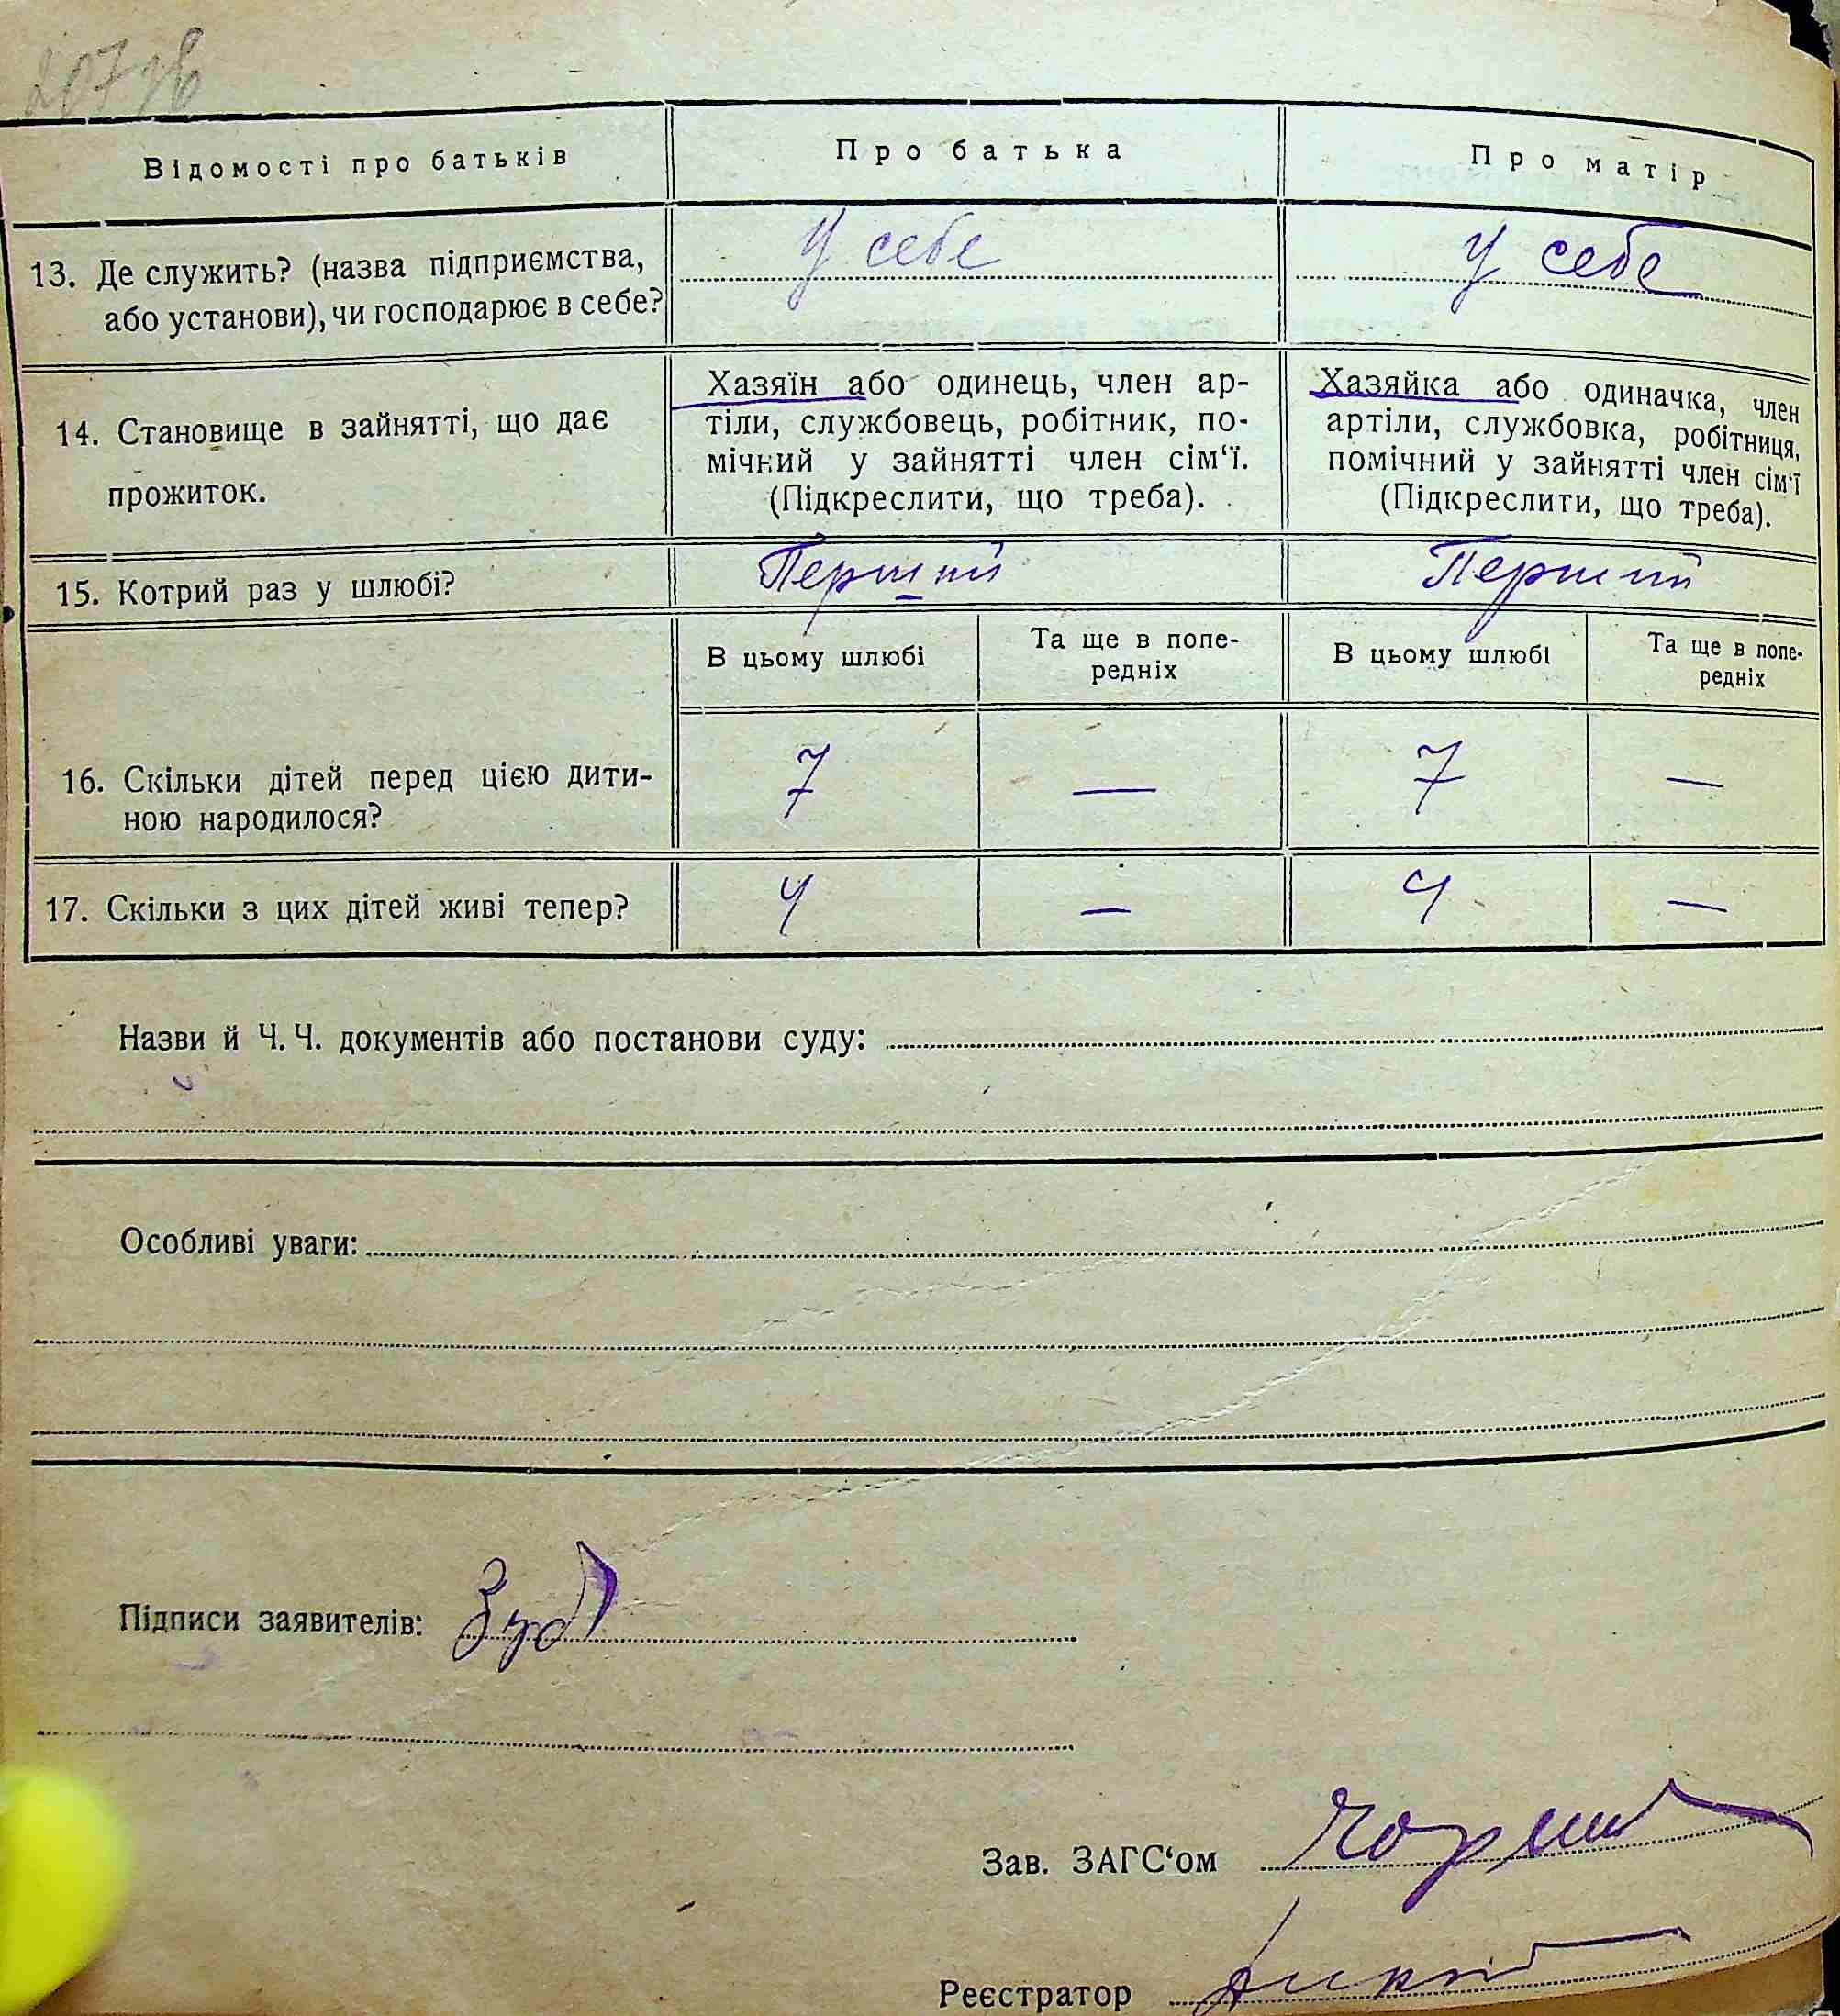 Відомості про батьків
Про батька
Про матір
13. Де служить? (назва підприємства,
або установи), чи господарює в себе?
У себе
У себе
14. Становище в зайнятті, що дає
прожиток.
Хазяїн або одинець, член ар-
тіли, службовець, робітник, по-
мічний у зайнятті член сім‘ї.
(Підкреслити, що треба).
Хазяйка або одиначка, член
артіли, службовка, робітниця,
помічний у зайнятті член сім‘ї
(Підкреслити, що треба).
15. Котрий раз у шлюбі?
Перший
Перший
В цьому шлюбі
Та ще в попе-
редніх
В цьому шлюбі
Та ще в попе-
редніх
16. Скільки дітей перед цією дити-
ною народилося?
7
—
7
—
17. Скільки з цих дітей живі тепер?
4
—
4
—
Назви й Ч. Ч. документів або постанови суду:
Особливі уваги:
Підписи заявителів: Зуб
Зав. ЗАГС‘ом
Реєстратор